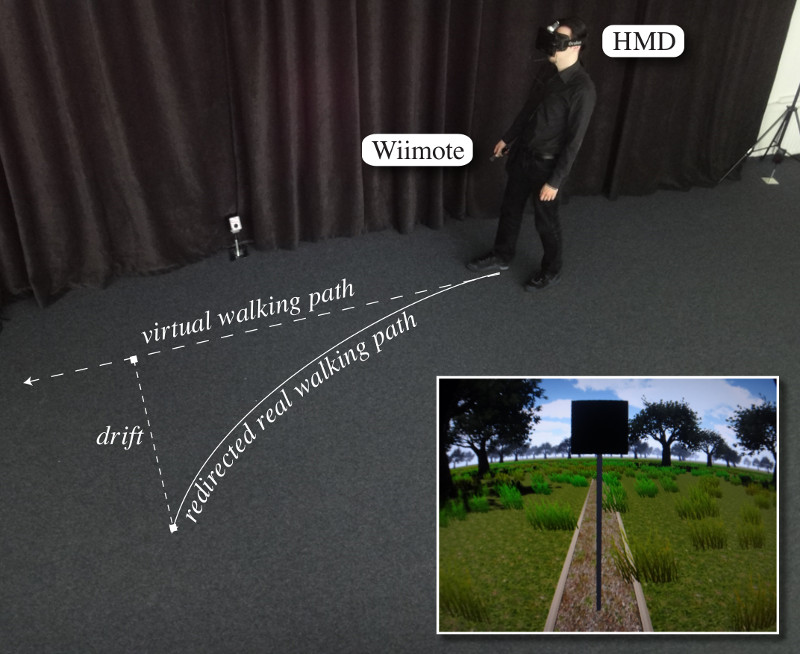 HMD
Wiimote
virtual walking path
redirected real walking path
drift